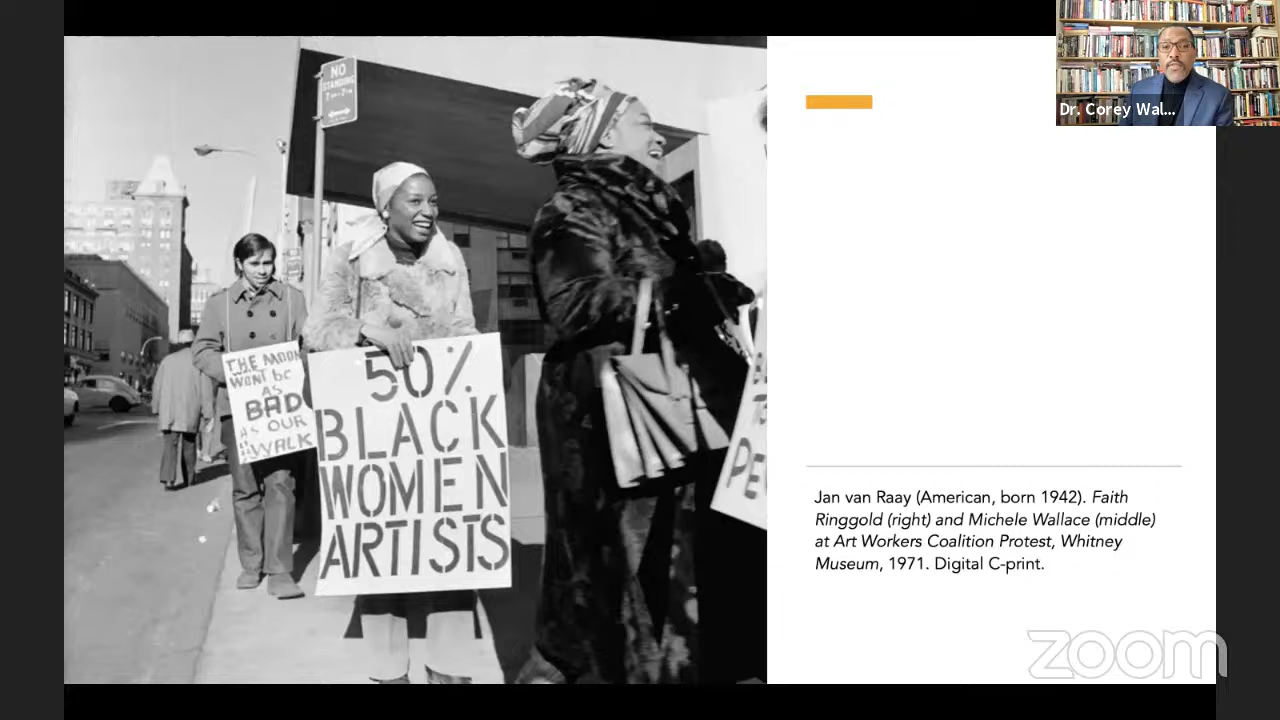 NO
STANDING
Dr. Corey Wal...
THE MOON
WONT be
AS
BAD
AS OUR
WALK
50%
BLACK
WOMEN
ARTISTS
Jan van Raay (American, born 1942). Faith
Ringgold (right) and Michele Wallace (middle)
at Art Workers Coalition Protest, Whitney
Museum, 1971. Digital C-print.
zoom